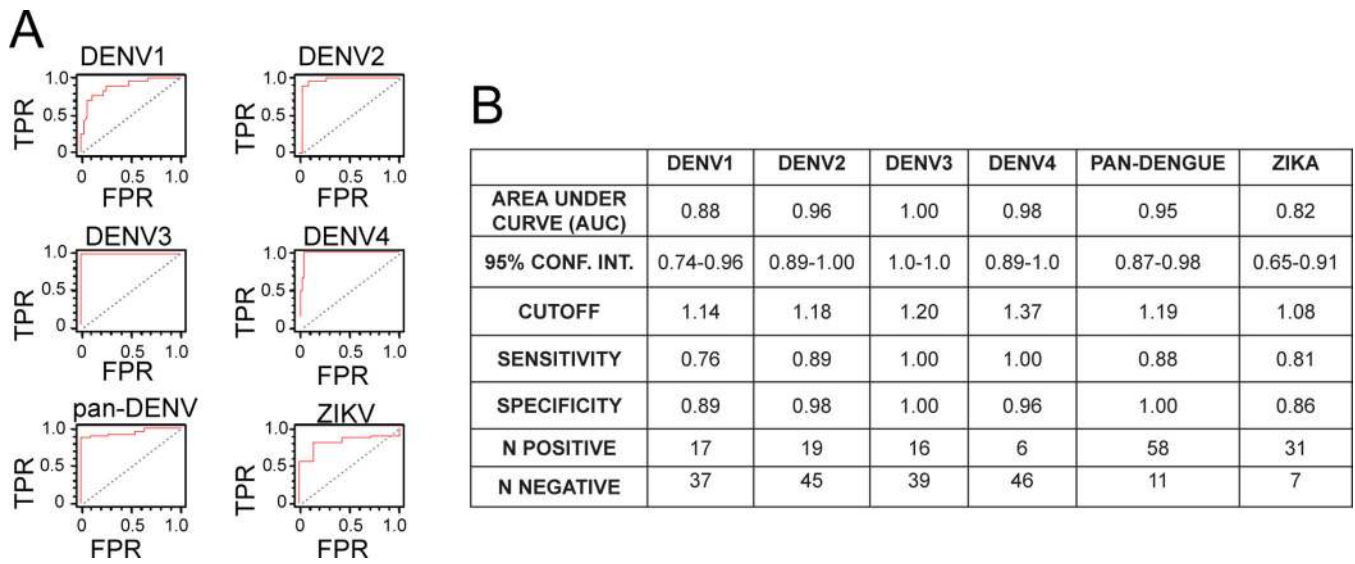 A
DENV1
TPR
1.0
0.5
0
0 0.5 1.0
FPR
DENV2
TPR
1.0
0.5
0
0 0.5 1.0
FPR
DENV3
TPR
1.0
0.5
0
0 0.5 1.0
FPR
DENV4
TPR
1.0
0.5
0
0 0.5 1.0
FPR
pan-DENV
TPR
1.0
0.5
0
0 0.5 1.0
FPR
ZIKV
TPR
1.0
0.5
0
0 0.5 1.0
FPR
B
DENV1 DENV2 DENV3 DENV4 PAN-DENGUE ZIKA
AREA UNDER
CURVE (AUC) 0.88 0.96 1.00 0.98 0.95 0.82
95% CONF. INT. 0.74-0.96 0.89-1.00 1.0-1.0 0.89-1.0 0.87-0.98 0.65-0.91
CUTOFF 1.14 1.18 1.20 1.37 1.19 1.08
SENSITIVITY 0.76 0.89 1.00 1.00 0.88 0.81
SPECIFICITY 0.89 0.98 1.00 0.96 1.00 0.86
N POSITIVE 17 19 16 6 58 31
N NEGATIVE 37 45 39 46 11 7